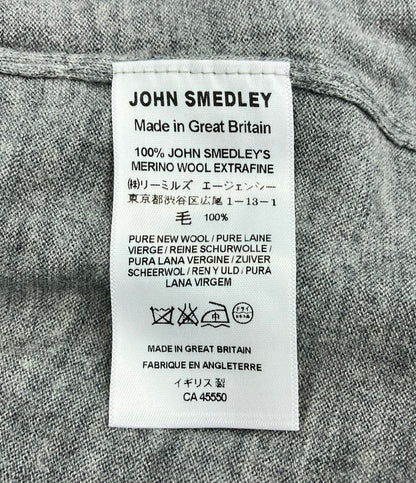 JOHN SMEDLEY
Made in Great Britain
100% JOHN SMEDLEY'S
MERINO WOOL EXTRAFINE
㈱リーミルズ エージェンシー
東京都渋谷区広尾1-13-1
毛 100%
PURE NEW WOOL / PURE LAINE
VIERGE / REINE SCHURWOLLE /
PURA LANA VERGINE / ZUIVER
SCHEERWOL / REN Y ULD / PURA
LANA VIRGEM
ドライ
MADE IN GREAT BRITAIN
FABRIQUE EN ANGLETERRE
イギリス製
CA 45550